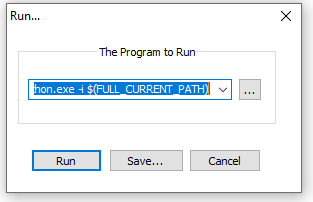 Run...
The Program to Run
hon.exe -i $(FULL_CURRENT_PATH)
...
Run
Save...
Cancel